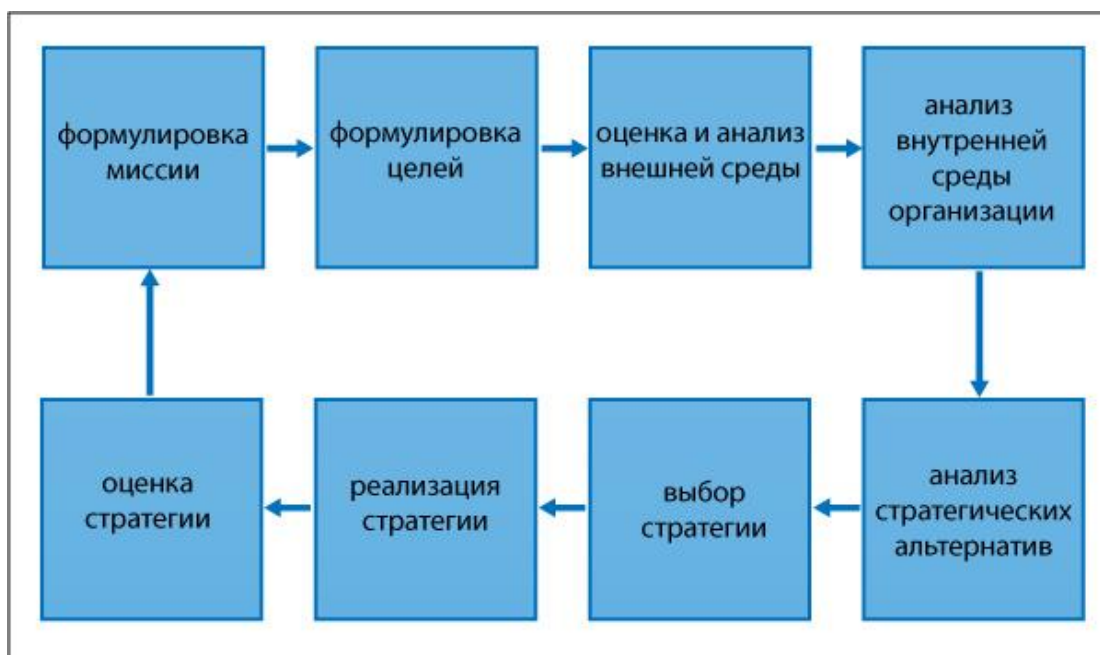 формулировка
миссии
формулировка
целей
оценка и анализ
внешней среды
анализ
внутренней
среды
организации
анализ
стратегических
альтернатив
выбор
стратегии
реализация
стратегии
оценка
стратегии